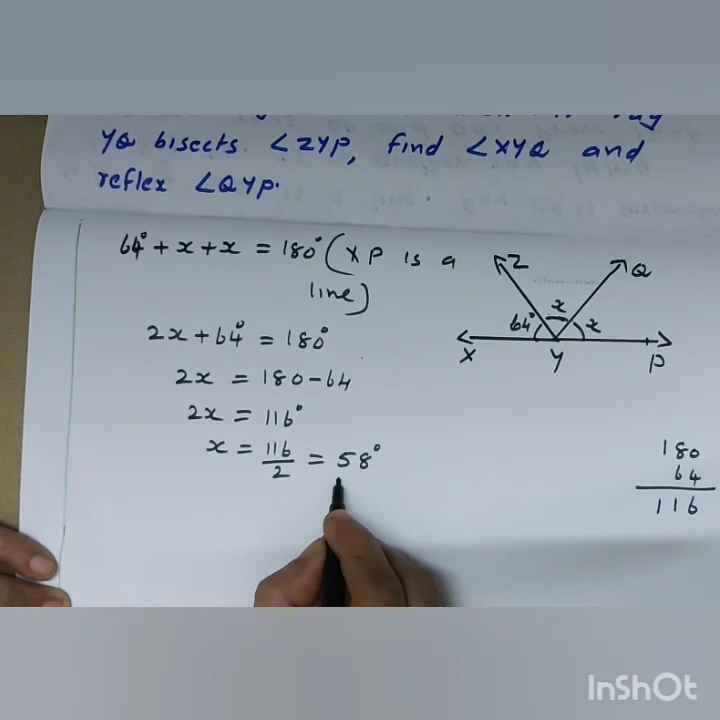 YQ bisects ∠ZYP, find ∠XYQ and
reflex ∠QYP.
64° + x + x = 180° (XP is a
line)
2x + 64° = 180°
2x = 180 - 64
2x = 116°
x = 116/2 = 58°
Z
Q
64°
x
x
X
Y
P
180
64
116
InShOt